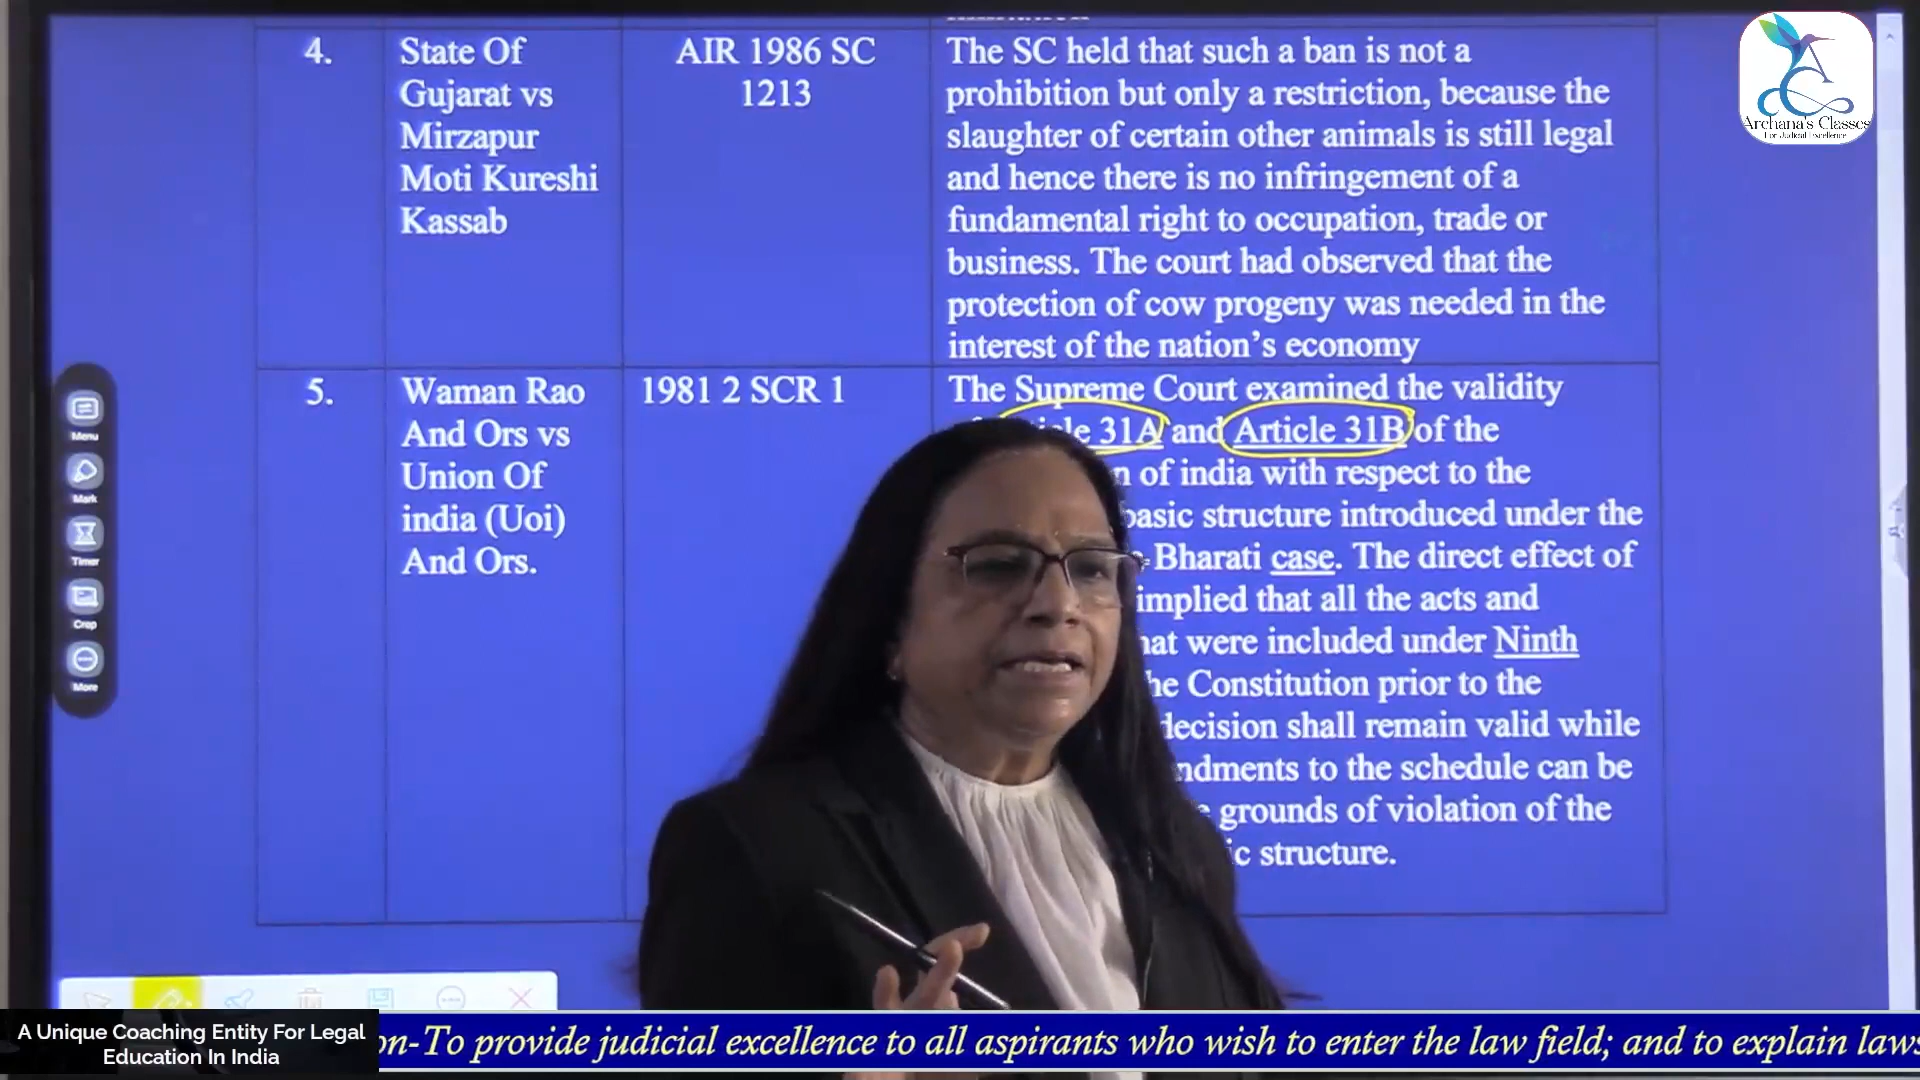 4.
State Of
Gujarat vs
Mirzapur
Moti Kureshi
Kassab
AIR 1986 SC
1213
The SC held that such a ban is not a
prohibition but only a restriction, because the
slaughter of certain other animals is still legal
and hence there is no infringement of a
fundamental right to occupation, trade or
business. The court had observed that the
protection of cow progeny was needed in the
interest of the nation's economy
5.
Waman Rao
And Ors vs
Union Of
india (Uoi)
And Ors.
1981 2 SCR 1
The Supreme Court examined the validity
31A and Article 31B of the
of india with respect to the
basic structure introduced under the
Bharati case. The direct effect of
implied that all the acts and
were included under Ninth
Constitution prior to the
decision shall remain valid while
to the schedule can be
grounds of violation of the
structure.
Menu
Mark
Timer
Crop
More
Archana's Classes
For Judicial Excellence
A Unique Coaching Entity For Legal
Education In India
on-To provide judicial excellence to all aspirants who wish to enter the law field; and to explain laws